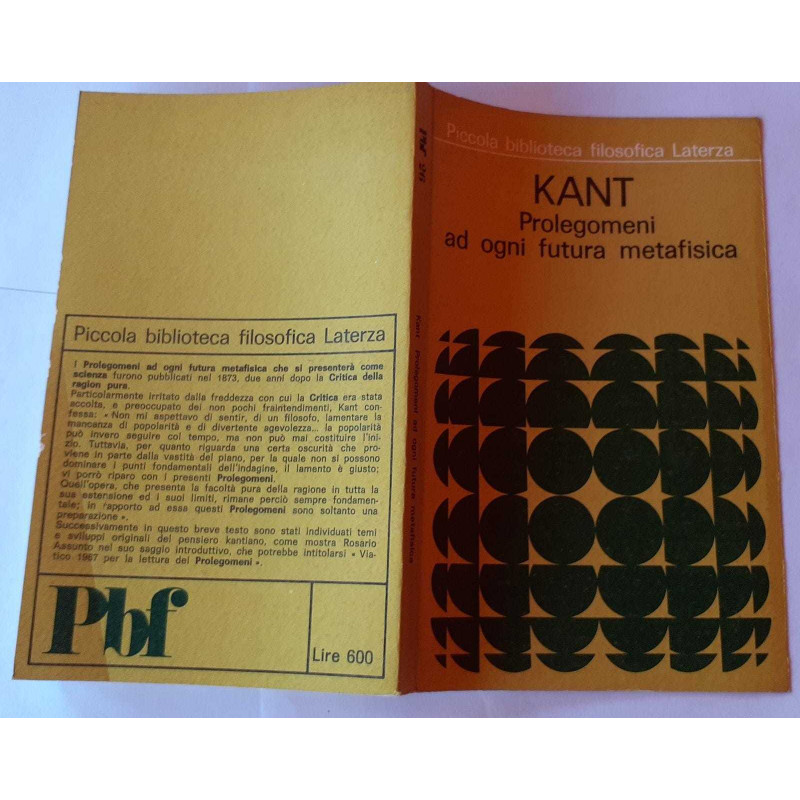 Piccola biblioteca filosofica Laterza
I Prolegomeni ad ogni futura metafisica che si presenterà come
scienza furono pubblicati nel 1873, due anni dopo la Critica della
ragion pura.
Particolarmente irritato dalla freddezza con cui la Critica era stata
accolta, e preoccupato dei non pochi fraintendimenti, Kant con-
fessa: « Non mi aspettavo di sentir, di un filosofo, lamentare la
mancanza di popolarità e di divertente agevolezza... la popolarità
può invero seguire col tempo, ma non può mai costituire l'ini-
zio. Tuttavia, per quanto riguarda una certa oscurità che pro-
viene in parte dalla vastità del piano, per la quale non si possono
dominare i punti fondamentali dell'indagine, il lamento è giusto;
vi porrò riparo con i presenti Prolegomeni.
Quell'opera, che presenta la facoltà pura della ragione in tutta la
sua estensione ed i suoi limiti, rimane perciò sempre fondamen-
tale; in rapporto ad essa questi Prolegomeni sono soltanto una
preparazione ».
Successivamente in questo breve testo sono stati individuati temi
e sviluppi originali del pensiero kantiano, come mostra Rosario
Assunto nel suo saggio introduttivo, che potrebbe intitolarsi « Via-
tico 1967 per la lettura dei Prolegomeni ».
Pbf
Lire 600
Kant Prolegomeni ad ogni futura metafisica
Piccola biblioteca filosofica Laterza
KANT
Prolegomeni
ad ogni futura metafisica